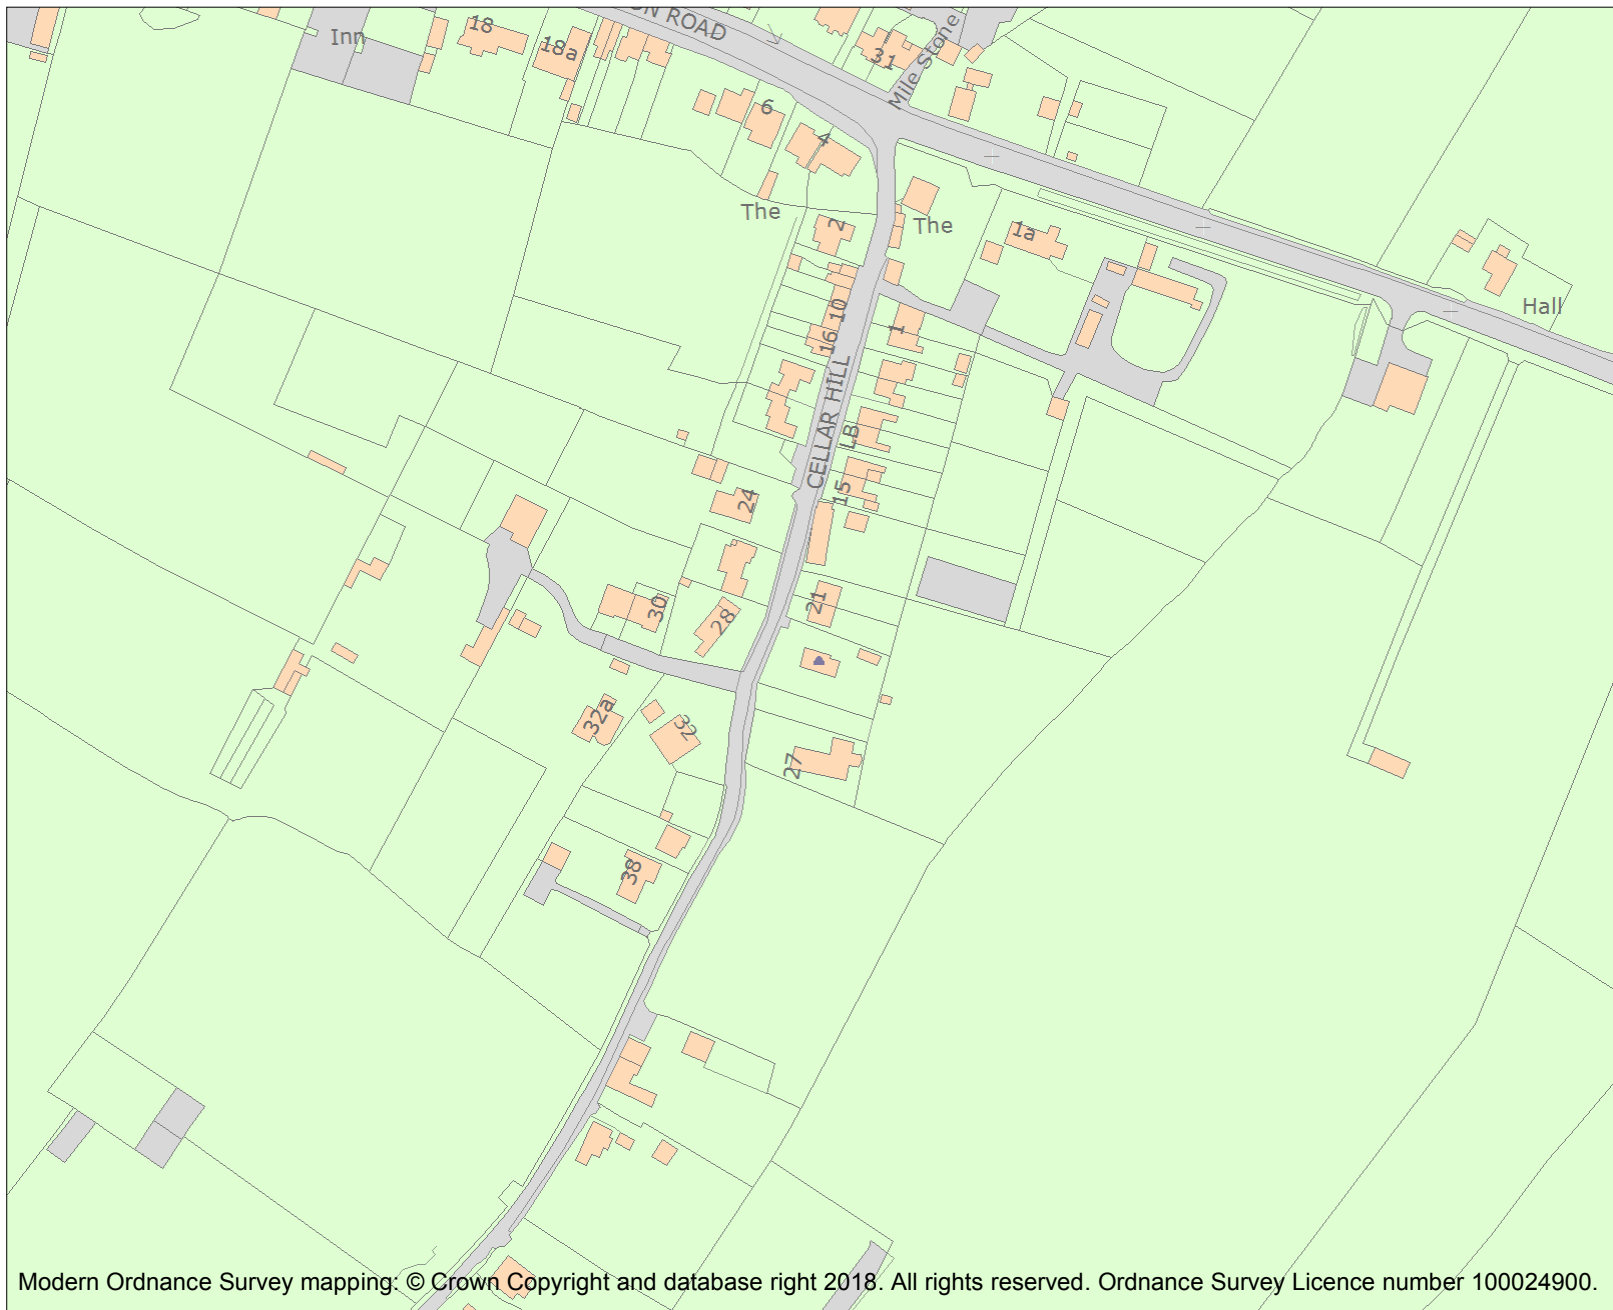 ON ROAD
Inn
18
18a
31
Mile Stone
6
4
The
2
The
1a
Hall
10
16
1
CELLAR HILL
LB
15
24
21
30
28
32a
32
27
38
Modern Ordnance Survey mapping: © Crown Copyright and database right 2018. All rights reserved. Ordnance Survey Licence number 100024900.